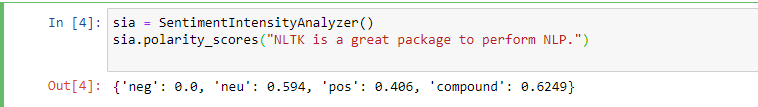 In [4]: sia = SentimentIntensityAnalyzer()
sia.polarity_scores("NLTK is a great package to perform NLP.")
Out[4]: {'neg': 0.0, 'neu': 0.594, 'pos': 0.406, 'compound': 0.6249}